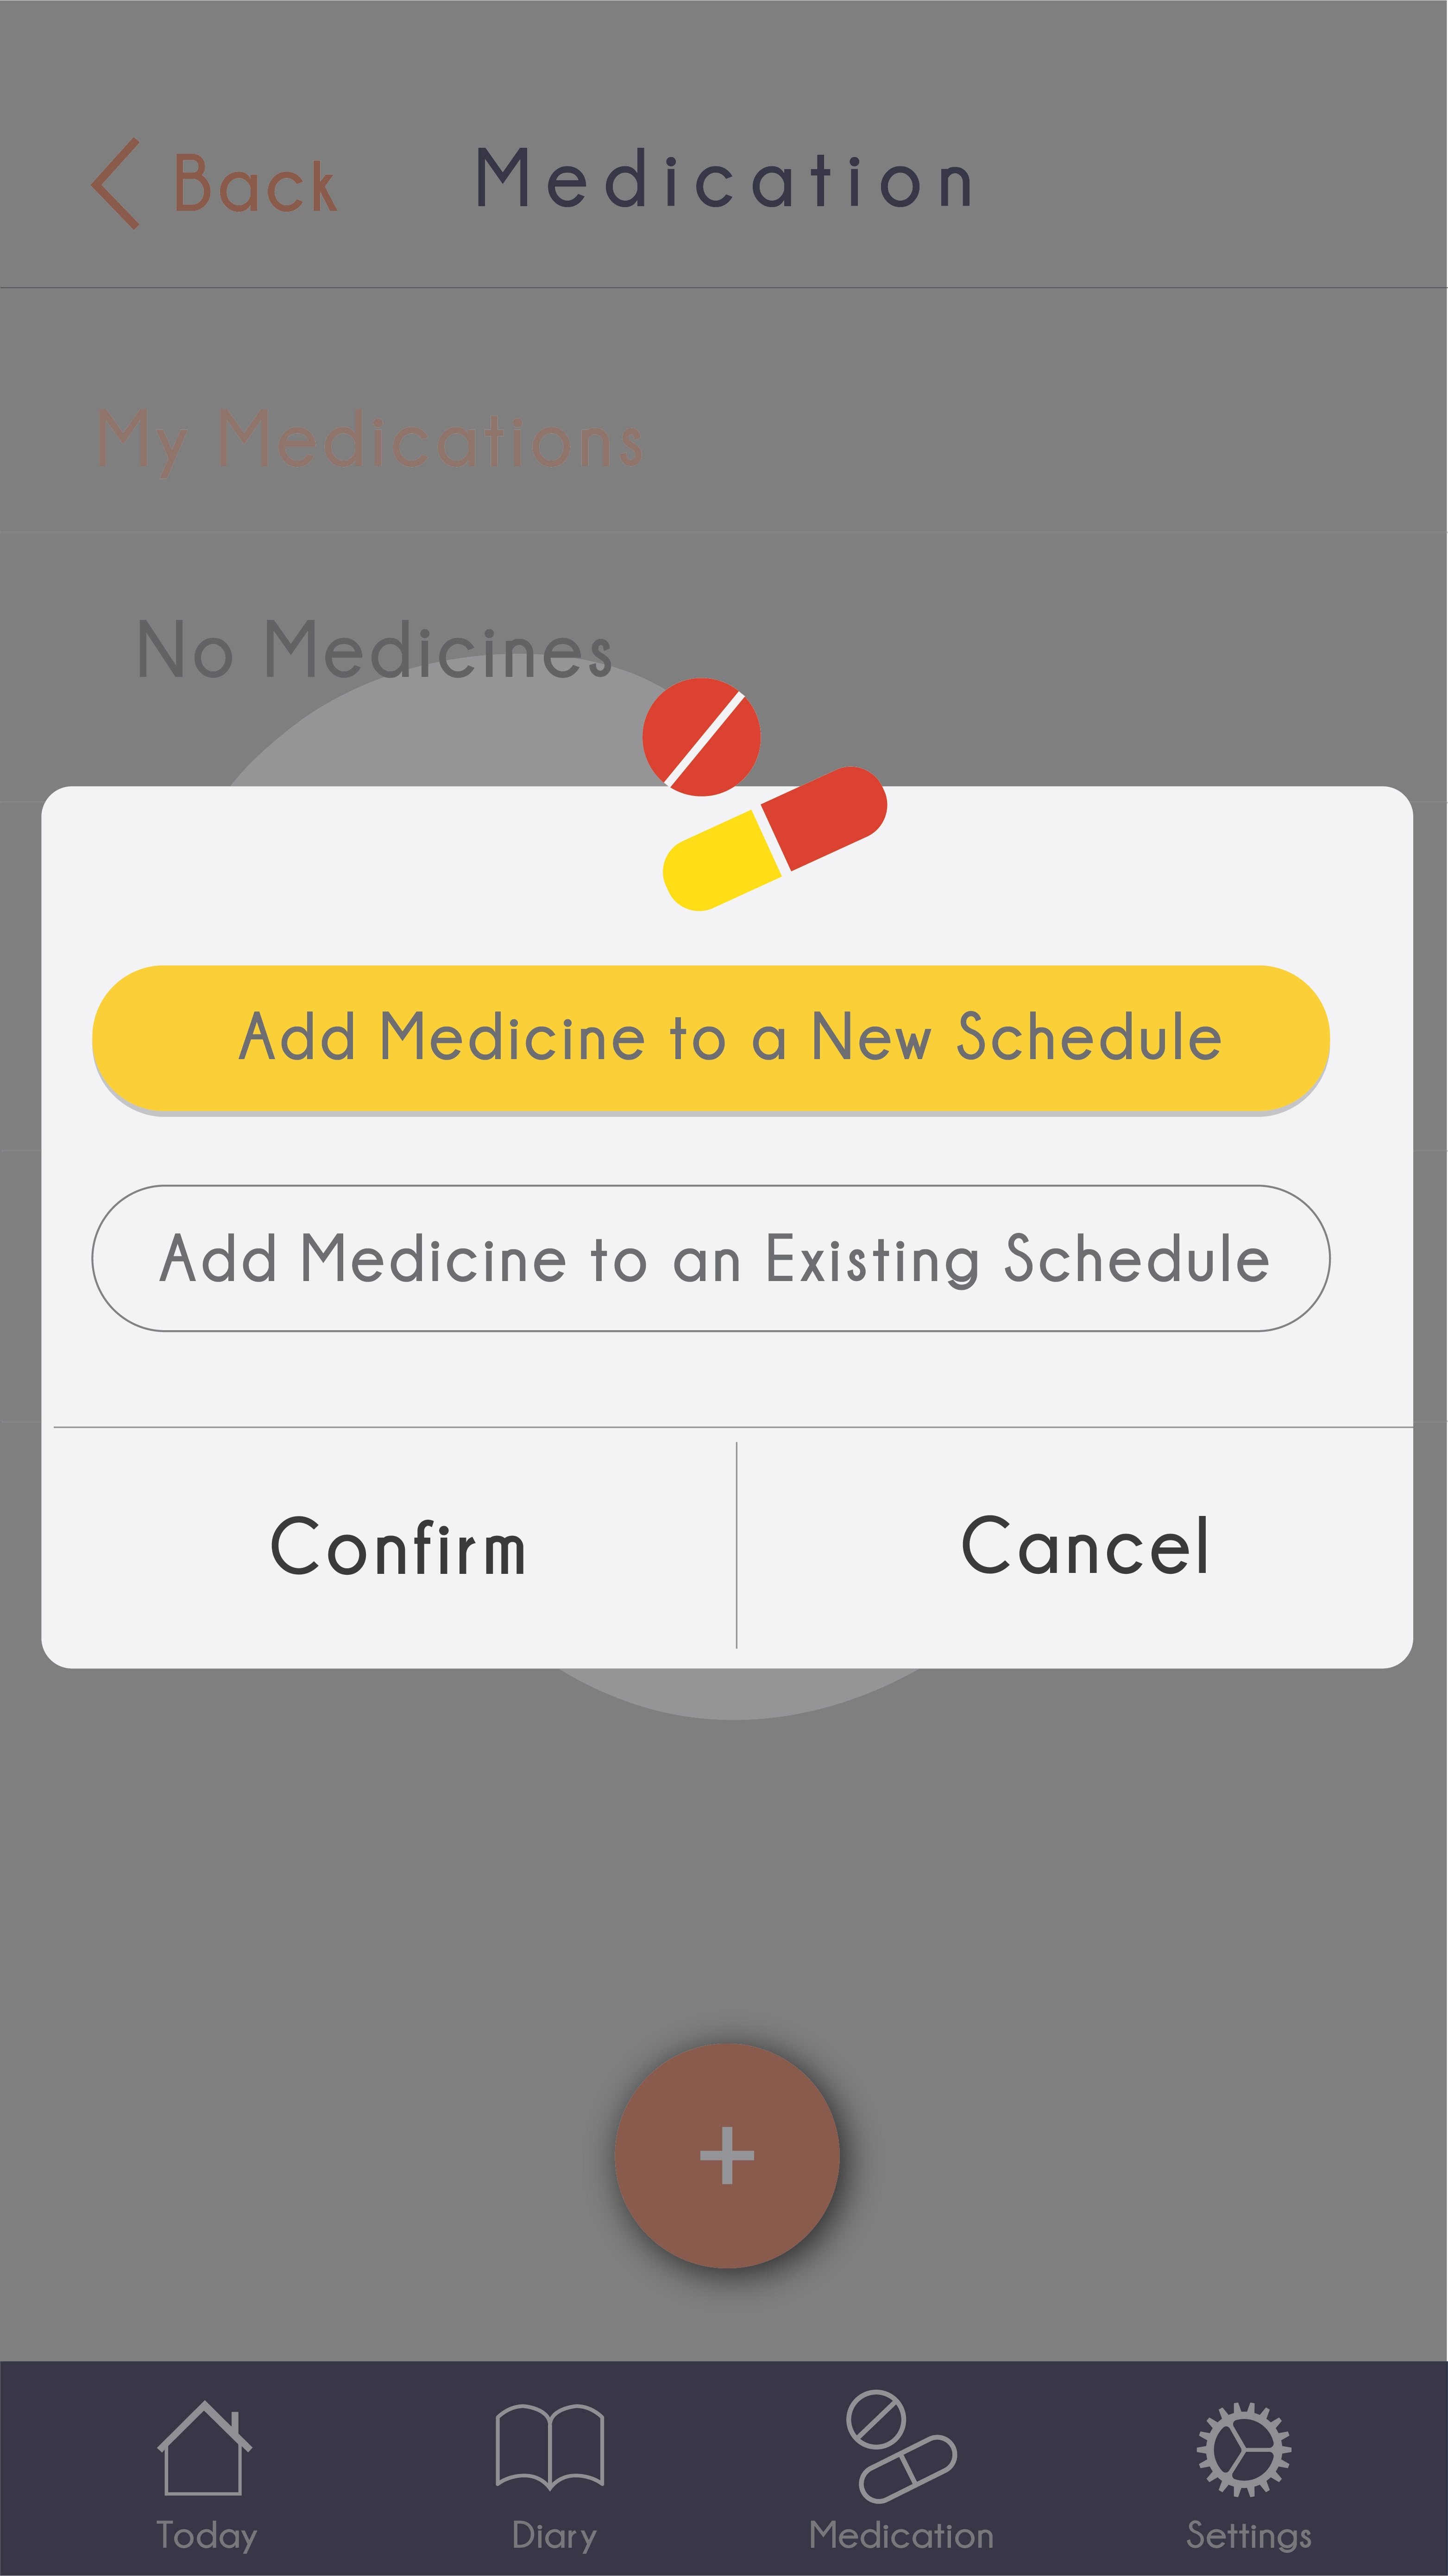 Back
Medication
My Medications
No Medicines
Add Medicine to a New Schedule
Add Medicine to an Existing Schedule
Confirm
Cancel
+
Today
Diary
Medication
Settings